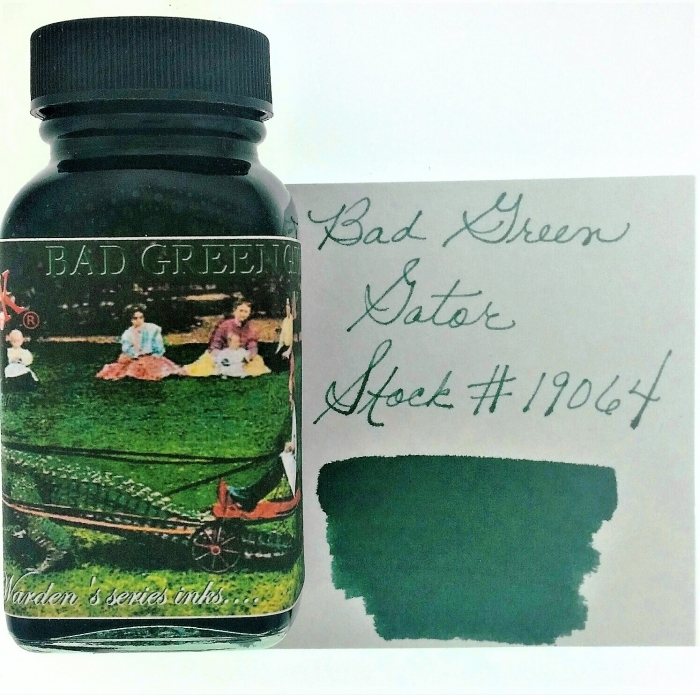 BAD GREEN G
®
Warden's series inks....
Bad Green
Gator
Stock #19064